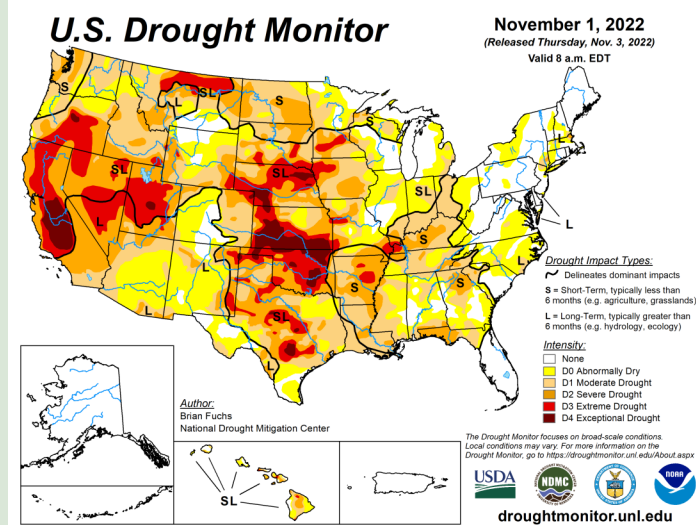 U.S. Drought Monitor
November 1, 2022
(Released Thursday, Nov. 3, 2022)
Valid 8 a.m. EDT
S
L
SL
S
S
L
SL
SL
SL
S
L
L
L
S
S
L
S
SL
L
L
Drought Impact Types:
Delineates dominant impacts
S = Short-Term, typically less than
6 months (e.g. agriculture, grasslands)
L = Long-Term, typically greater than
6 months (e.g. hydrology, ecology)
Intensity:
None
D0 Abnormally Dry
D1 Moderate Drought
D2 Severe Drought
D3 Extreme Drought
D4 Exceptional Drought
Author:
Brian Fuchs
National Drought Mitigation Center
SL
The Drought Monitor focuses on broad-scale conditions.
Local conditions may vary. For more information on the
Drought Monitor, go to https://droughtmonitor.unl.edu/About.aspx
USDA
NDMC
NOAA
droughtmonitor.unl.edu